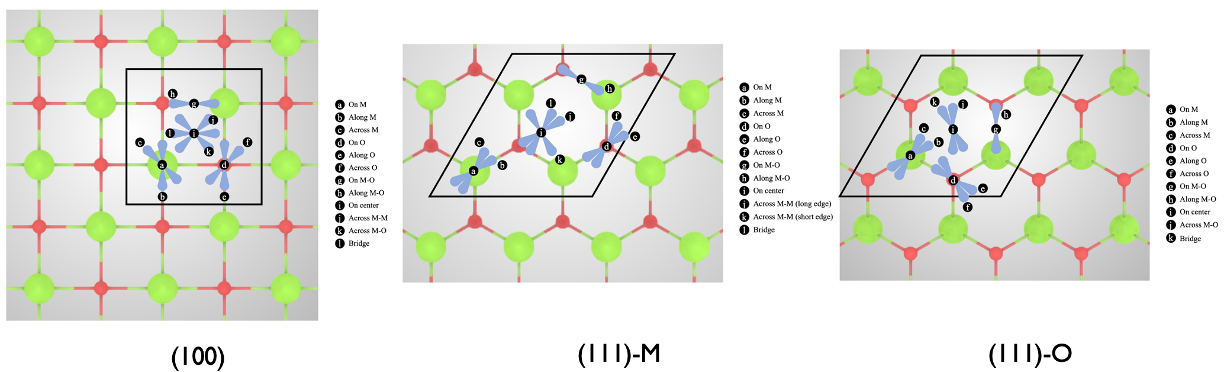 a On M
b Along M
c Across M
d On O
e Along O
f Across O
g On M-O
h Along M-O
i On center
j Across M-M
k Across M-O
l Bridge
h
g
j
l
i
k
c
f
a
d
b
e
(100)
a On M
b Along M
c Across M
d On O
e Along O
f Across O
g On M-O
h Along M-O
i On center
j Across M-M (long edge)
k Across M-M (short edge)
l Bridge
g
h
l
j
f
i
e
c
d
k
b
a
(111)-M
a On M
b Along M
c Across M
d On O
e Along O
f Across O
g On M-O
h Along M-O
i On center
j Across M-O
k Bridge
k
j
h
c
i
g
b
a
d
e
f
(111)-O